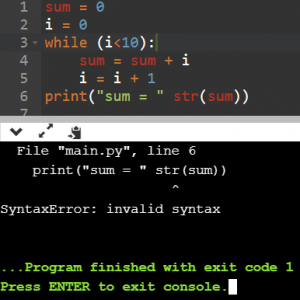 1 sum = 0
2 i = 0
3 while (i<10):
4     sum = sum + i
5     i = i + 1
6 print("sum = " str(sum))
7
  File "main.py", line 6
    print("sum = " str(sum))
                   ^
SyntaxError: invalid syntax
...Program finished with exit code 1
Press ENTER to exit console.